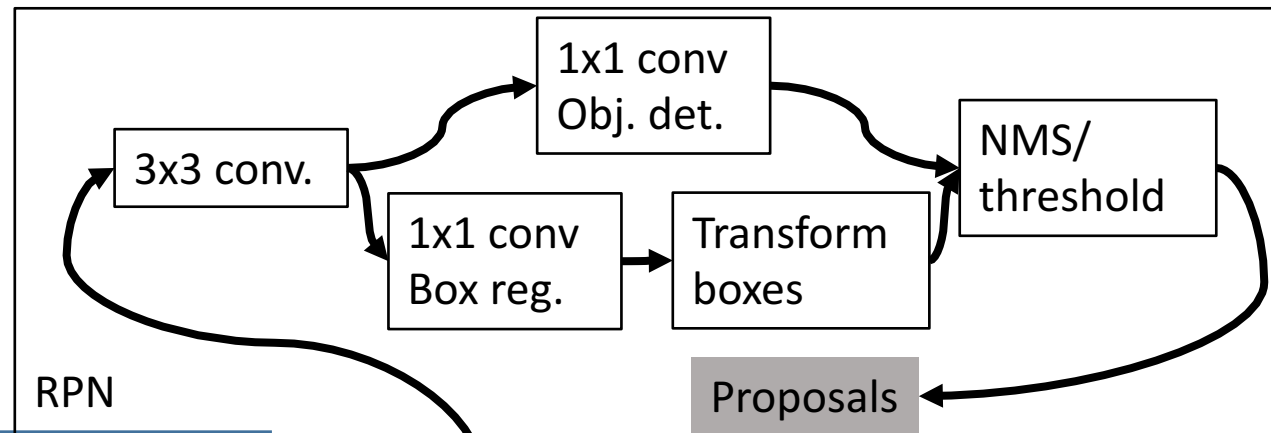 1x1 conv
Obj. det.
3x3 conv.
NMS/
threshold
1x1 conv
Box reg.
Transform
boxes
RPN
Proposals